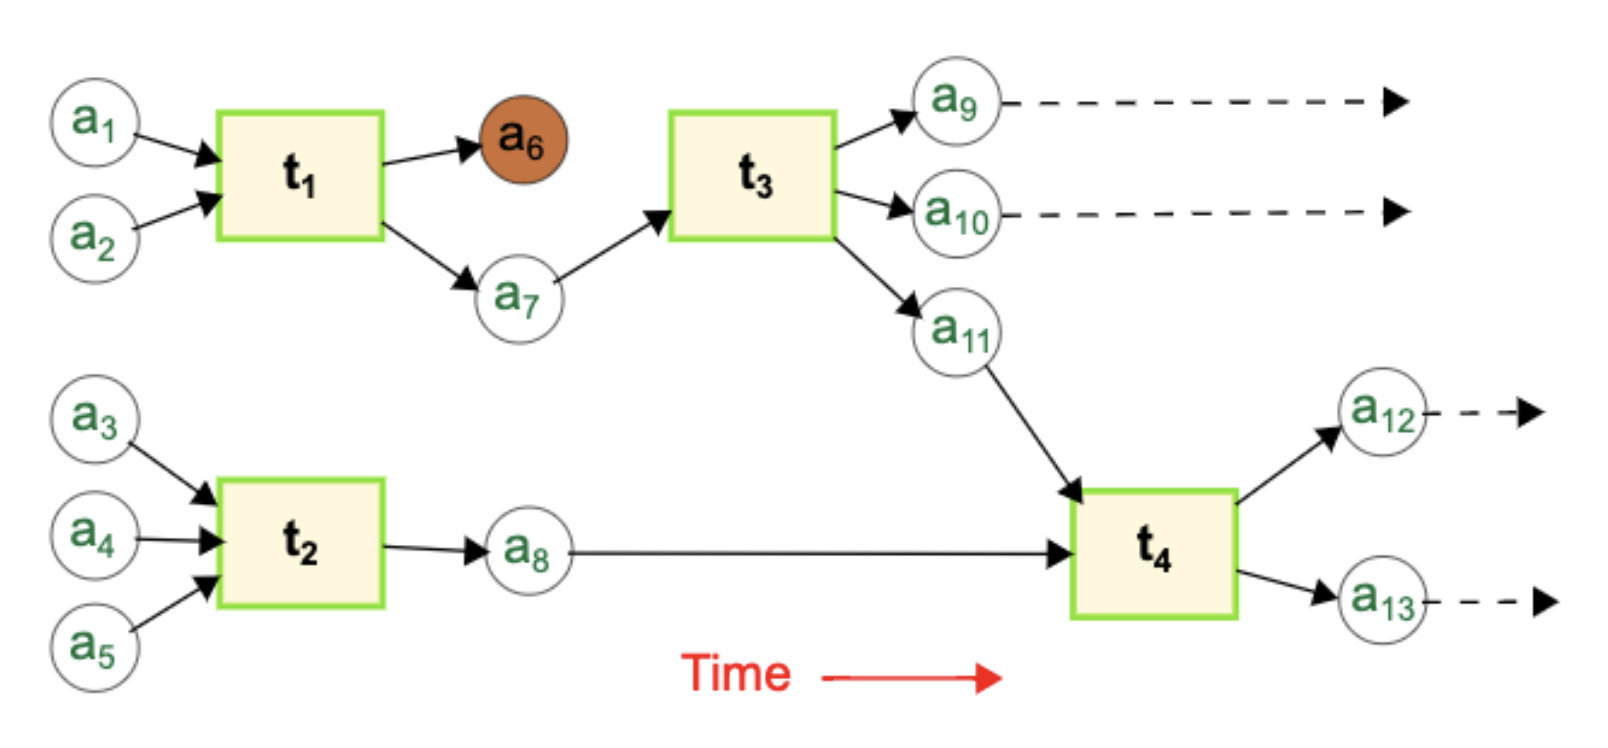 a₁
a₂
t₁
a₆
a₇
t₃
a₉
a₁₀
a₁₁
a₃
a₄
a₅
t₂
a₈
t₄
a₁₂
a₁₃
Time